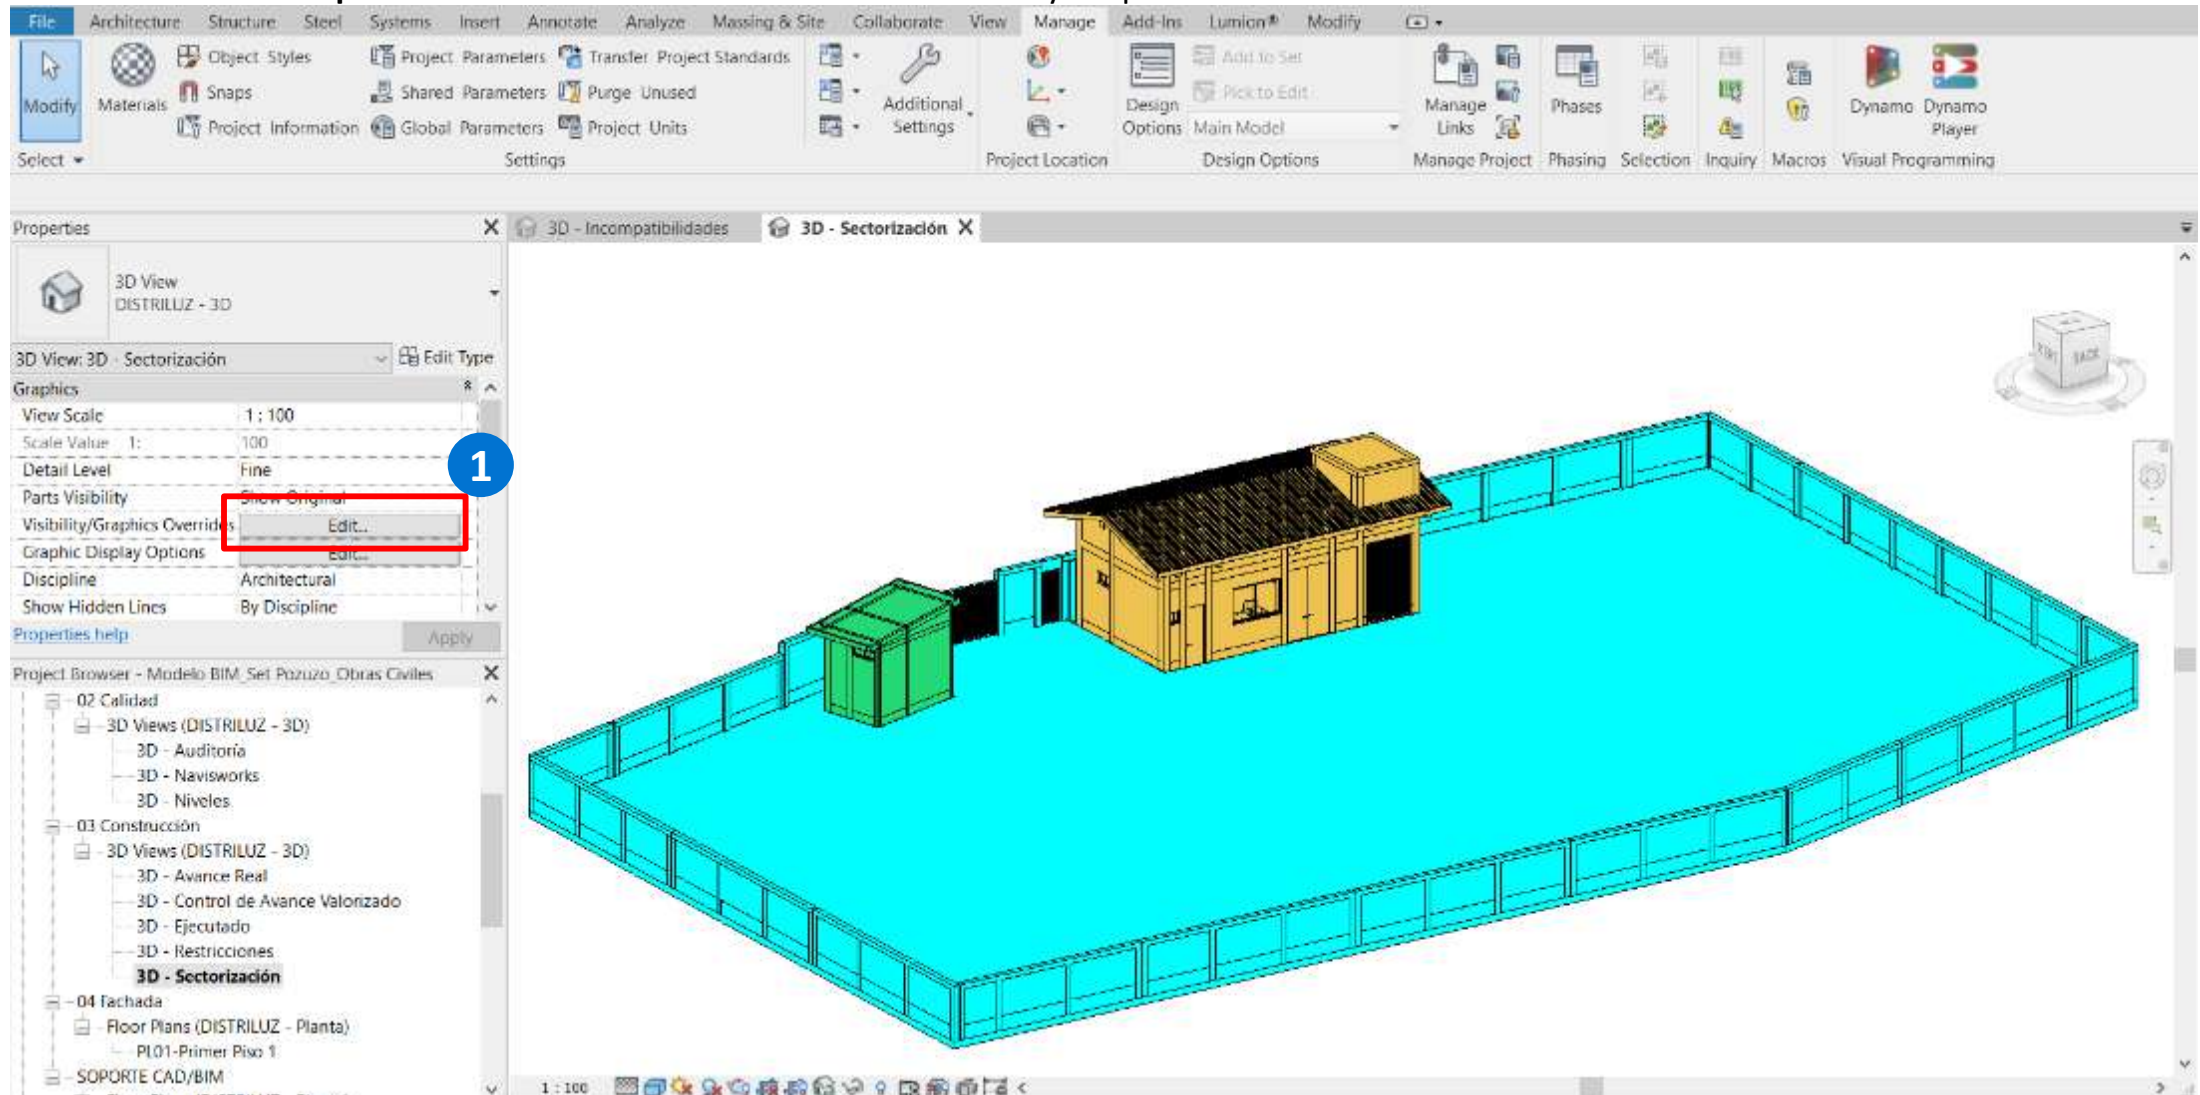 File Architecture Structure Steel Systems Insert Annotate Analyze Massing & Site Collaborate View Manage Add-Ins Lumion® Modify
Object Styles Project Parameters Transfer Project Standards Add to Set
Snaps Shared Parameters Purge Unused Pick to Edit
Modify Materials Additional Settings Design Options Manage Links Phases Dynamo Dynamo Player
Project Information Global Parameters Project Units Main Model
Select Settings Project Location Design Options Manage Project Phasing Selection Inquiry Macros Visual Programming
Properties
3D - Incompatibilidades 3D - Sectorización
3D View
DISTRILUZ - 3D
3D View: 3D - Sectorización Edit Type
Graphics
View Scale 1 : 100
Scale Value 1: 100
1
Detail Level Fine
Parts Visibility Show Original
Visibility/Graphics Overrides Edit...
Graphic Display Options Edit...
Discipline Architectural
Show Hidden Lines By Discipline
Properties help Apply
BACK
Project Browser - Modelo BIM_Set Pozuzo_Obras Civiles
02 Calidad
3D Views (DISTRILUZ - 3D)
3D - Auditoría
3D - Navisworks
3D - Niveles
03 Construcción
3D Views (DISTRILUZ - 3D)
3D - Avance Real
3D - Control de Avance Valorizado
3D - Ejecutado
3D - Restricciones
3D - Sectorización
04 Fachada
Floor Plans (DISTRILUZ - Planta)
PL01-Primer Piso 1
SOPORTE CAD/BIM
1 : 100